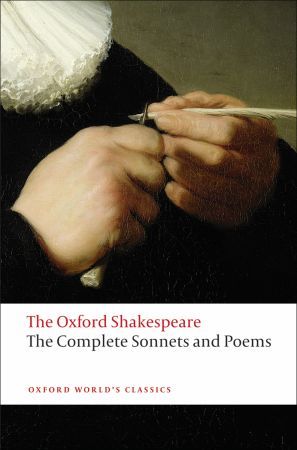 The Oxford Shakespeare
The Complete Sonnets and Poems
OXFORD WORLD'S CLASSICS